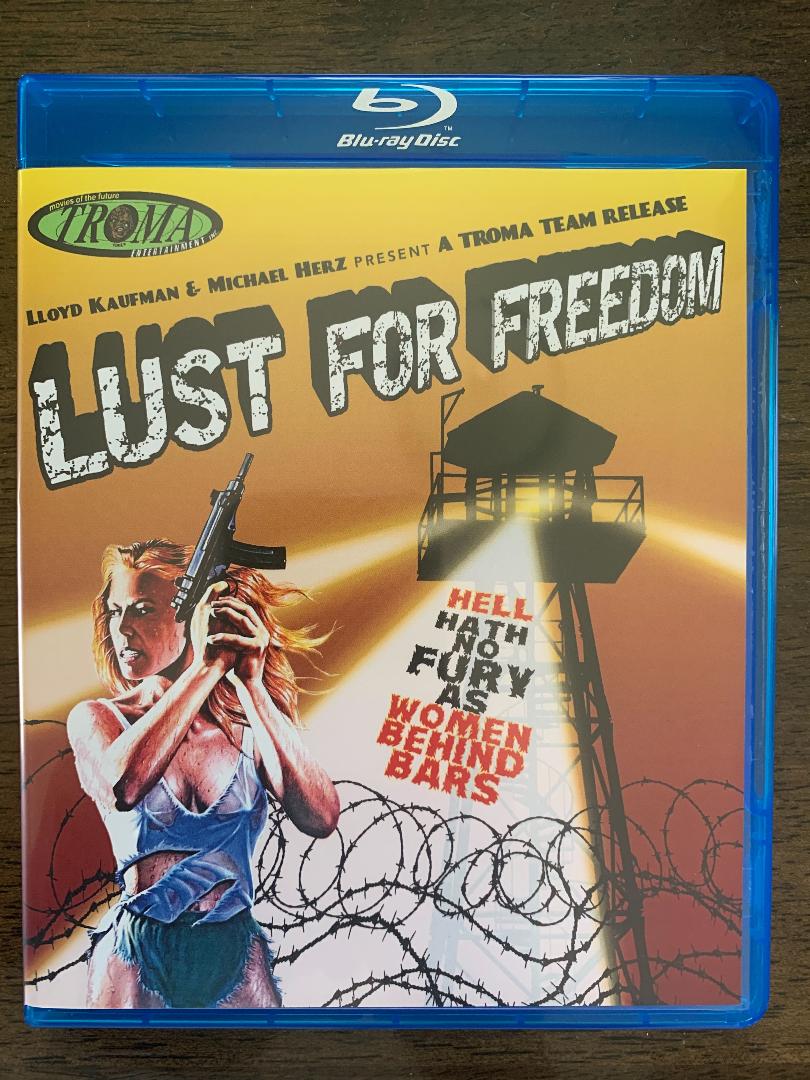 Blu-ray Disc™
movies of the future
TROMA
ENTERTAINMENT INC.
LLOYD KAUFMAN & MICHAEL HERZ PRESENT A TROMA TEAM RELEASE
LUST FOR FREEDOM
HELL
HATH
NO
FURY
AS
WOMEN
BEHIND
BARS